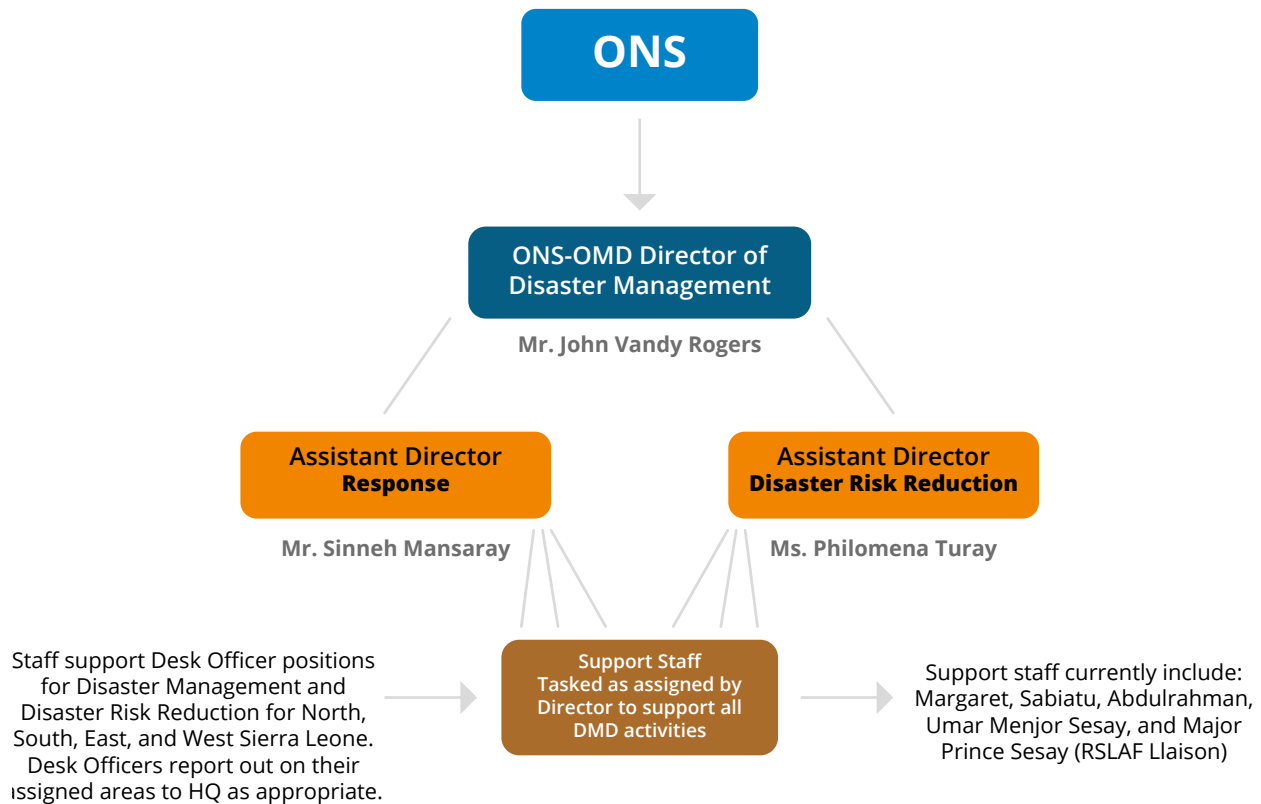 ONS
ONS-OMD Director of
Disaster Management
Mr. John Vandy Rogers
Assistant Director
Response
Mr. Sinneh Mansaray
Assistant Director
Disaster Risk Reduction
Ms. Philomena Turay
Staff support Desk Officer positions
for Disaster Management and
Disaster Risk Reduction for North,
South, East, and West Sierra Leone.
Desk Officers report out on their
assigned areas to HQ as appropriate.
Support Staff
Tasked as assigned by
Director to support all
DMD activities
Support staff currently include:
Margaret, Sabiatu, Abdulrahman,
Umar Menjor Sesay, and Major
Prince Sesay (RSLAF Llaison)